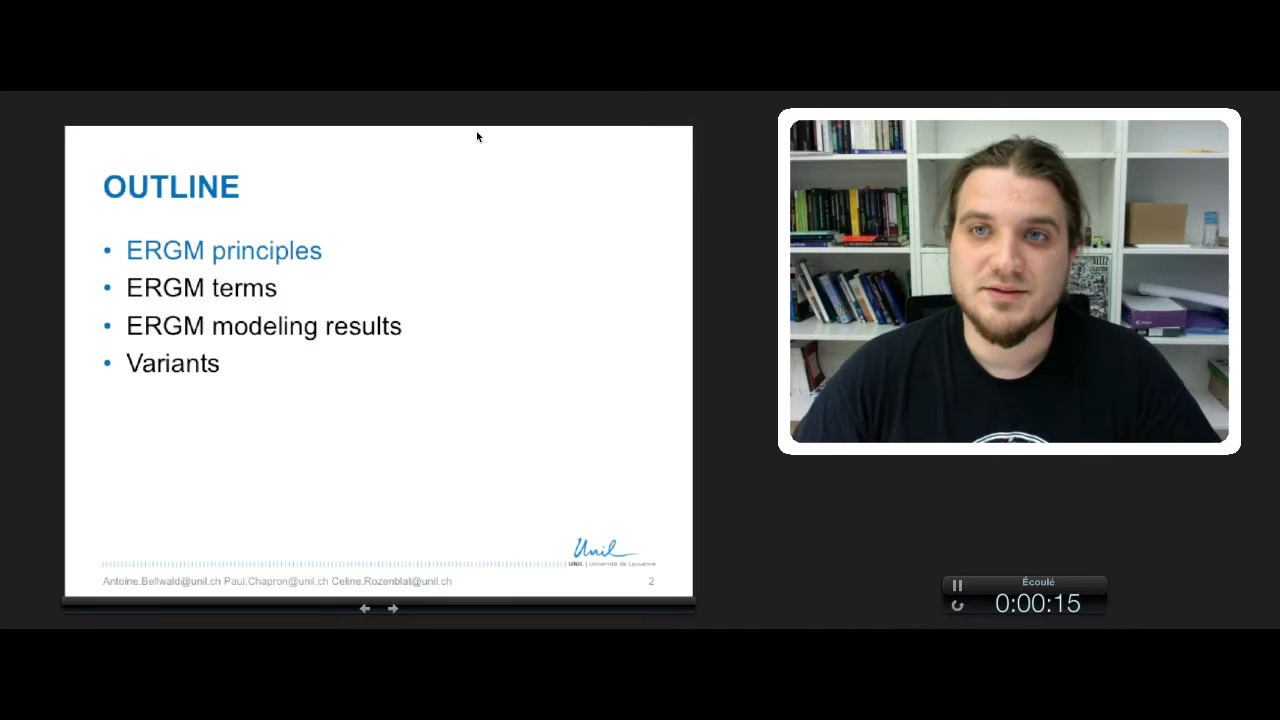 OUTLINE
• ERGM principles
• ERGM terms
• ERGM modeling results
• Variants
Unil
UNIL | Université de Lausanne
Antoine.Bellwald@unil.ch Paul.Chapron@unil.ch Celine.Rozenblat@unil.ch 2
ALLEZ
Écoulé
0:00:15